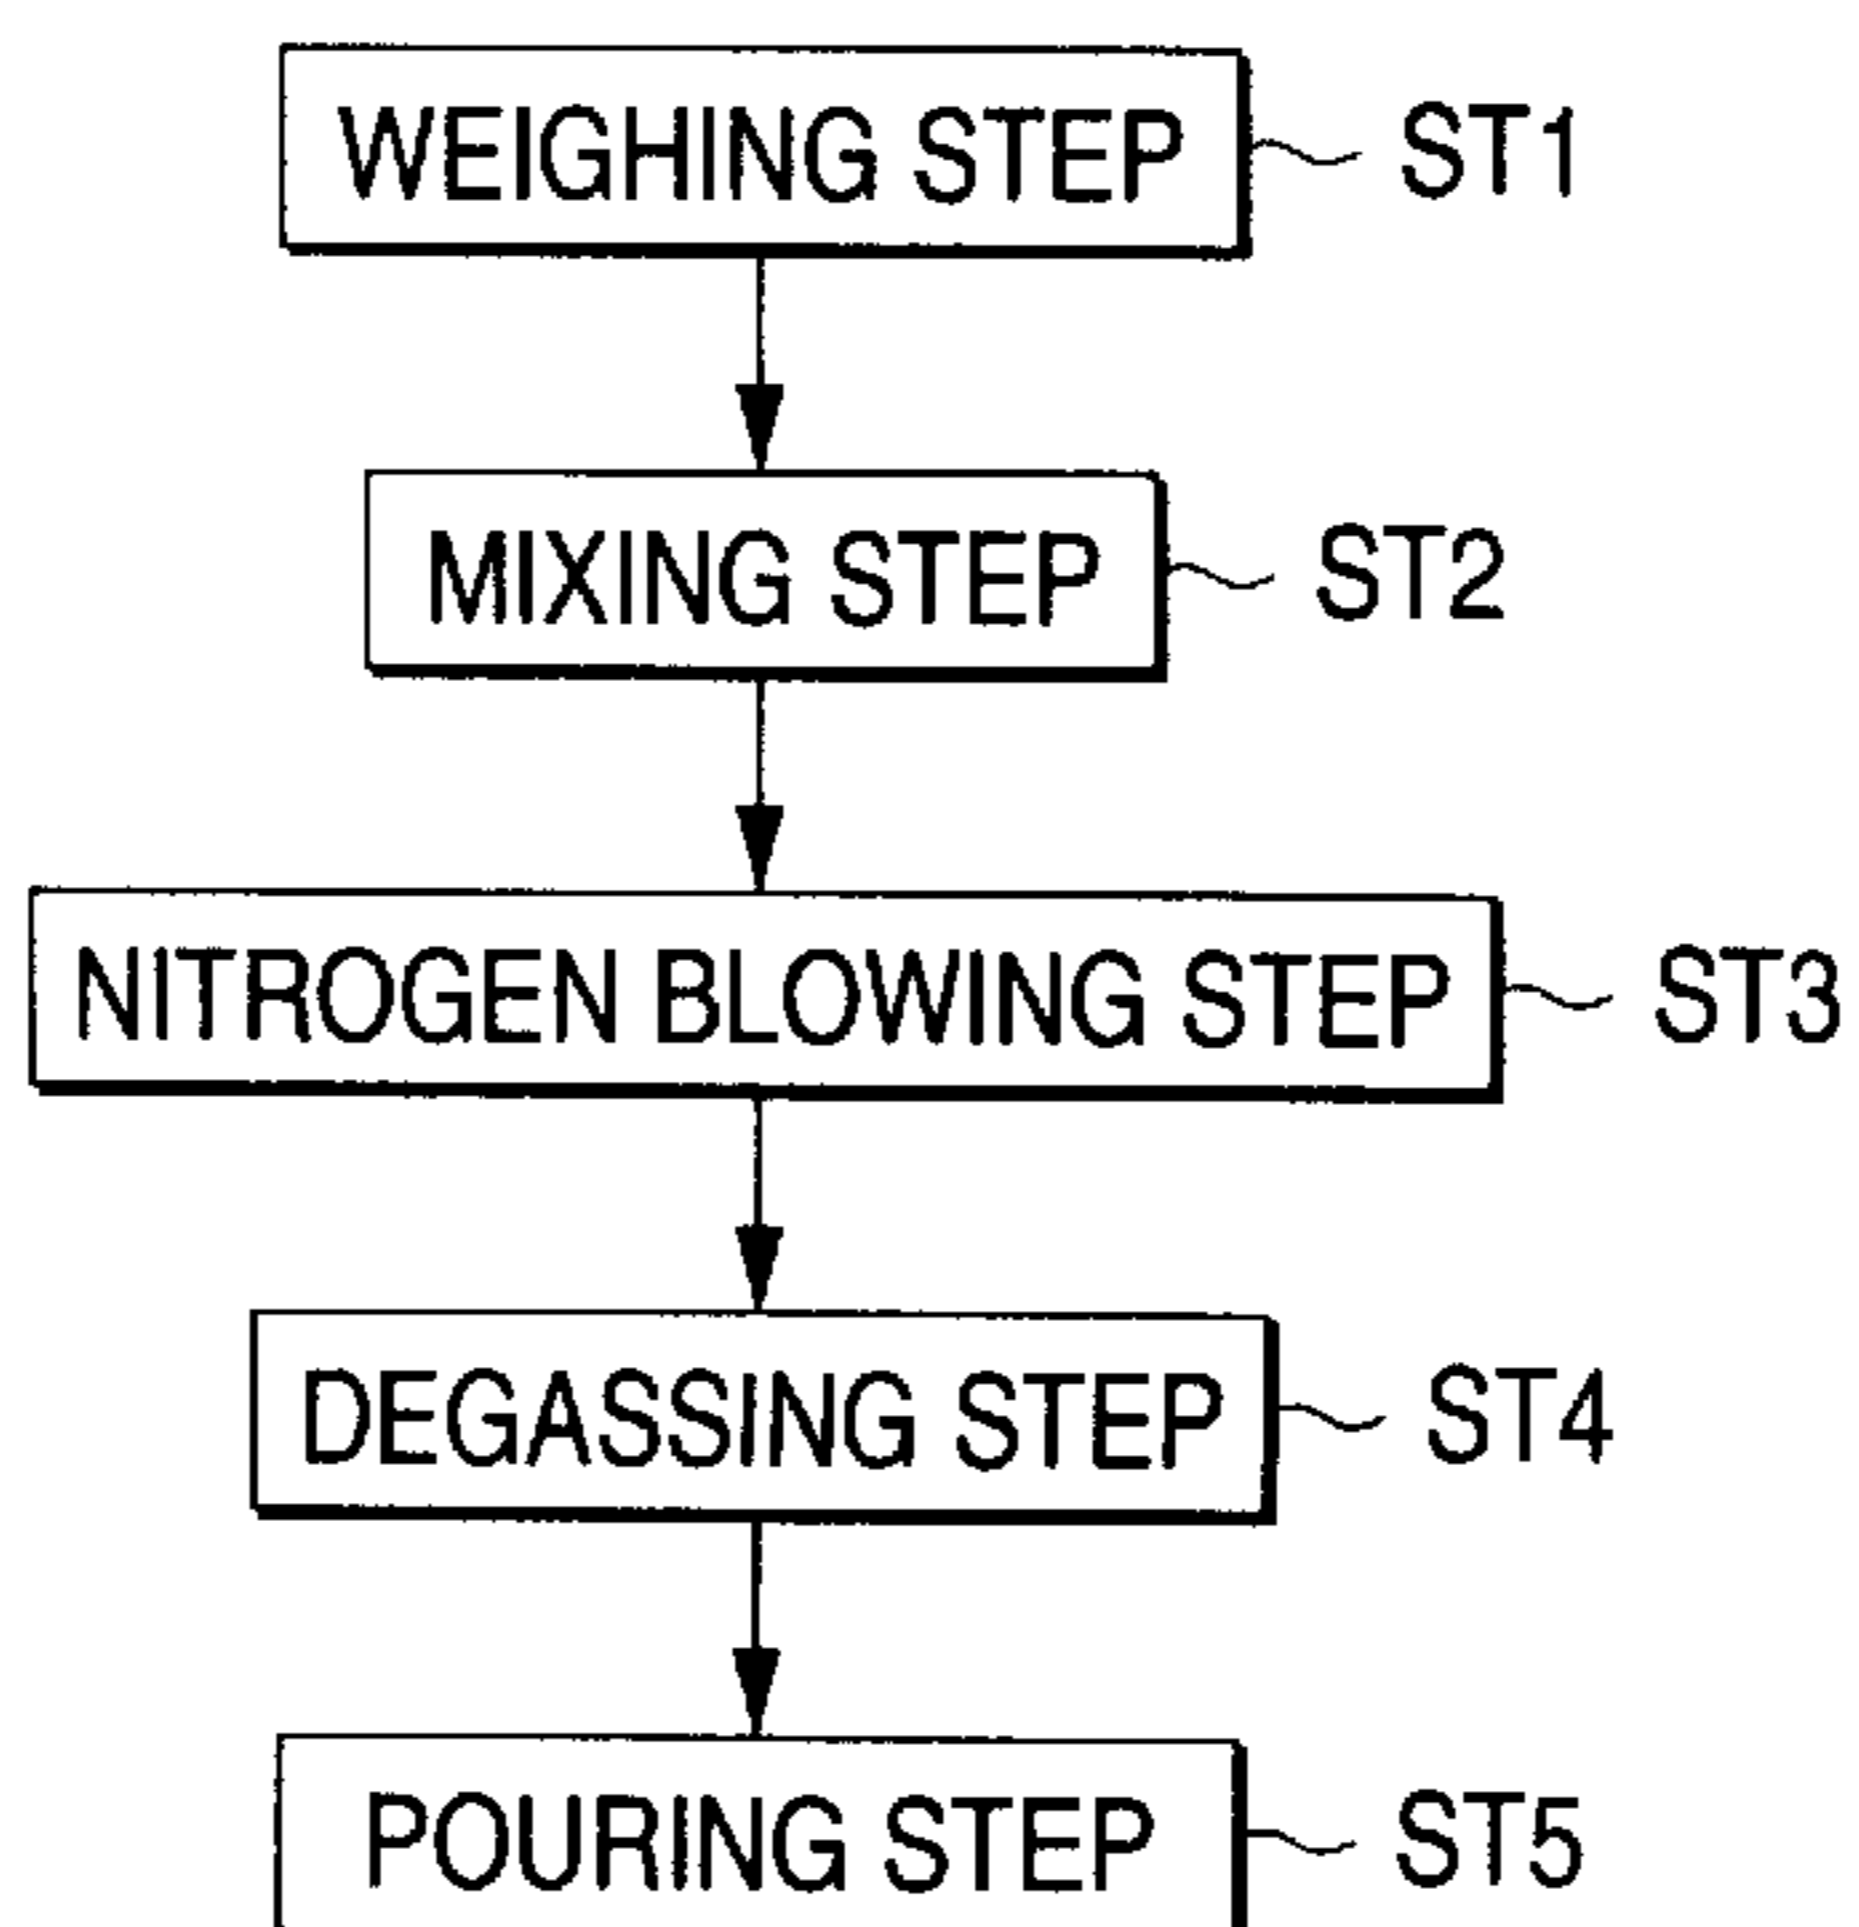 WEIGHING STEP ST1
MIXING STEP ST2
NITROGEN BLOWING STEP ST3
DEGASSING STEP ST4
POURING STEP ST5